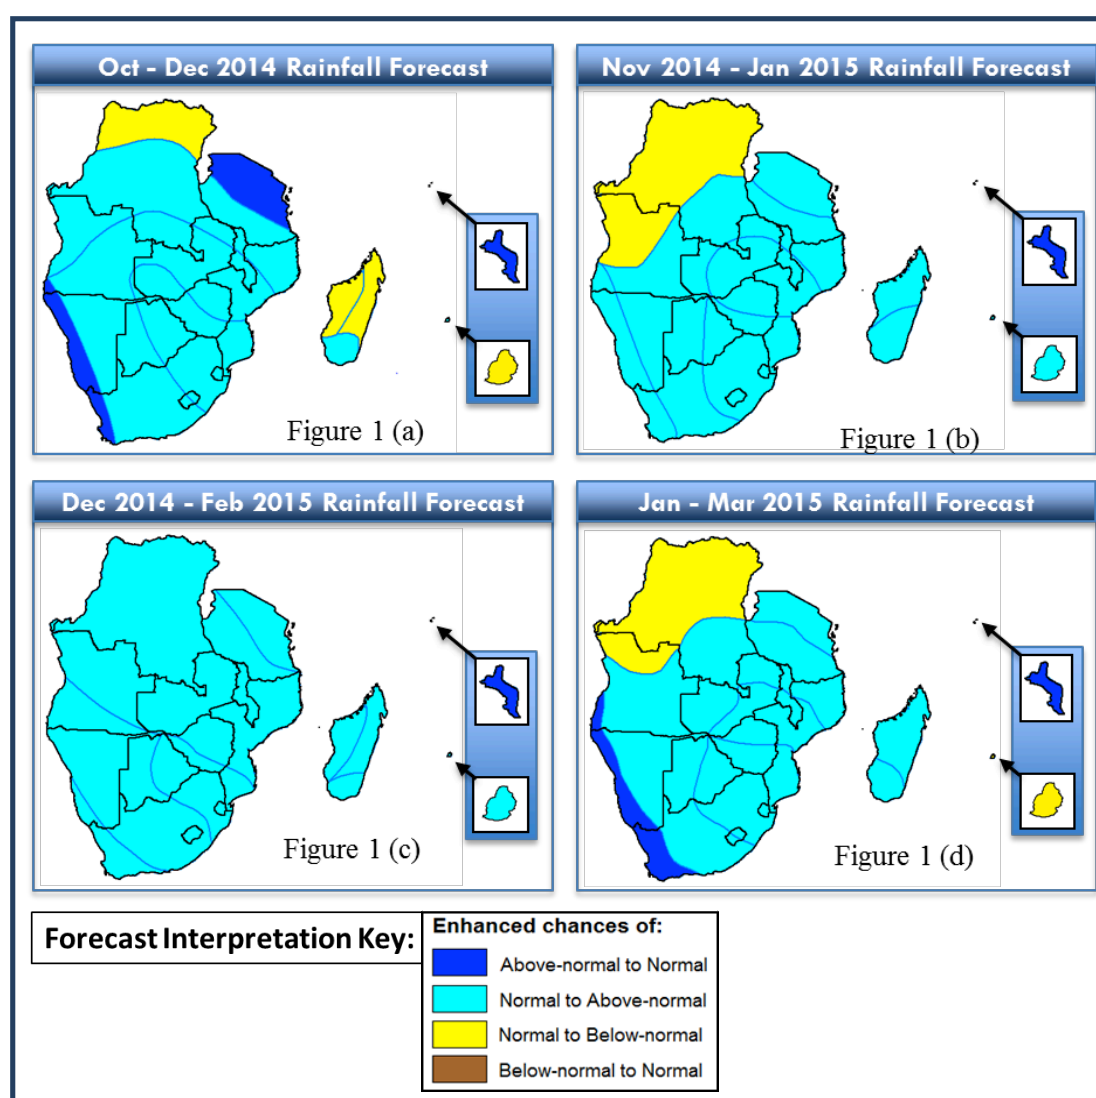 Oct - Dec 2014 Rainfall Forecast
Nov 2014 - Jan 2015 Rainfall Forecast
Figure 1 (a)
Figure 1 (b)
Dec 2014 - Feb 2015 Rainfall Forecast
Jan - Mar 2015 Rainfall Forecast
Figure 1 (c)
Figure 1 (d)
Forecast Interpretation Key:
Enhanced chances of:
Above-normal to Normal
Normal to Above-normal
Normal to Below-normal
Below-normal to Normal